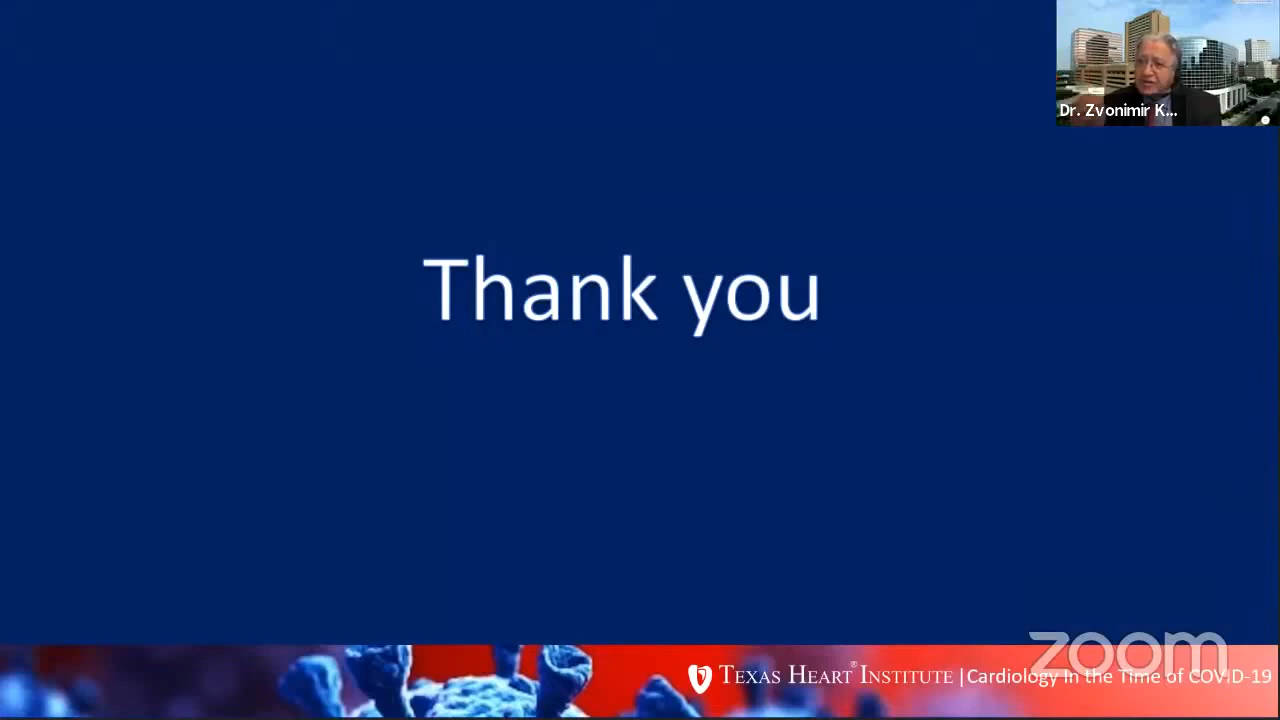 Dr. Zvonimir K...
Thank you
zoom
TEXAS HEART® INSTITUTE |Cardiology In the Time of COVID-19